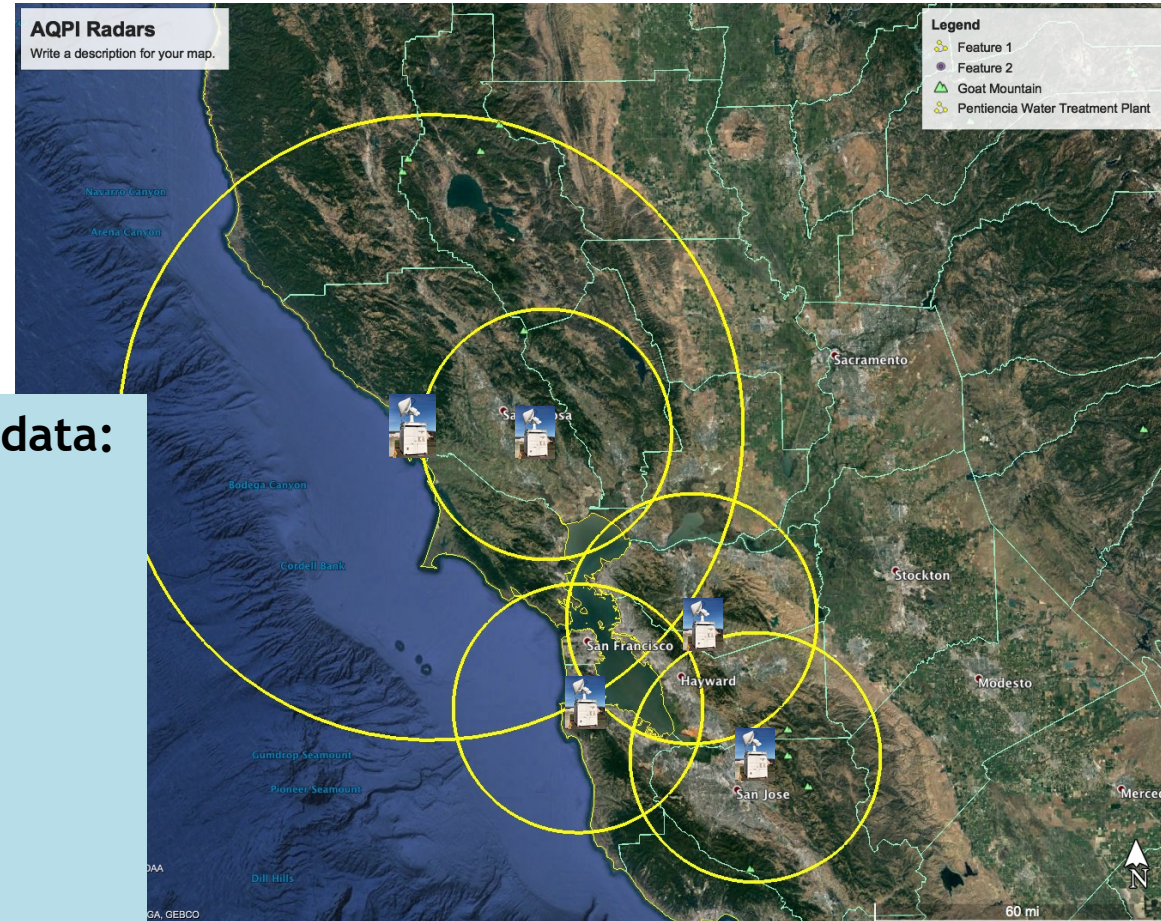 AQPI Radars
Write a description for your map.
Legend
Feature 1
Feature 2
Goat Mountain
Pentiencia Water Treatment Plant
Navarro Canyon
Arena Canyon
Sacramento
data:
Bodega Canyon
Cordell Bank
Stockton
San Francisco
Hayward
Modesto
Gumdrop Seamount
Pioneer Seamount
San Jose
Dill Hills
GA, GEBCO
60 mi
N